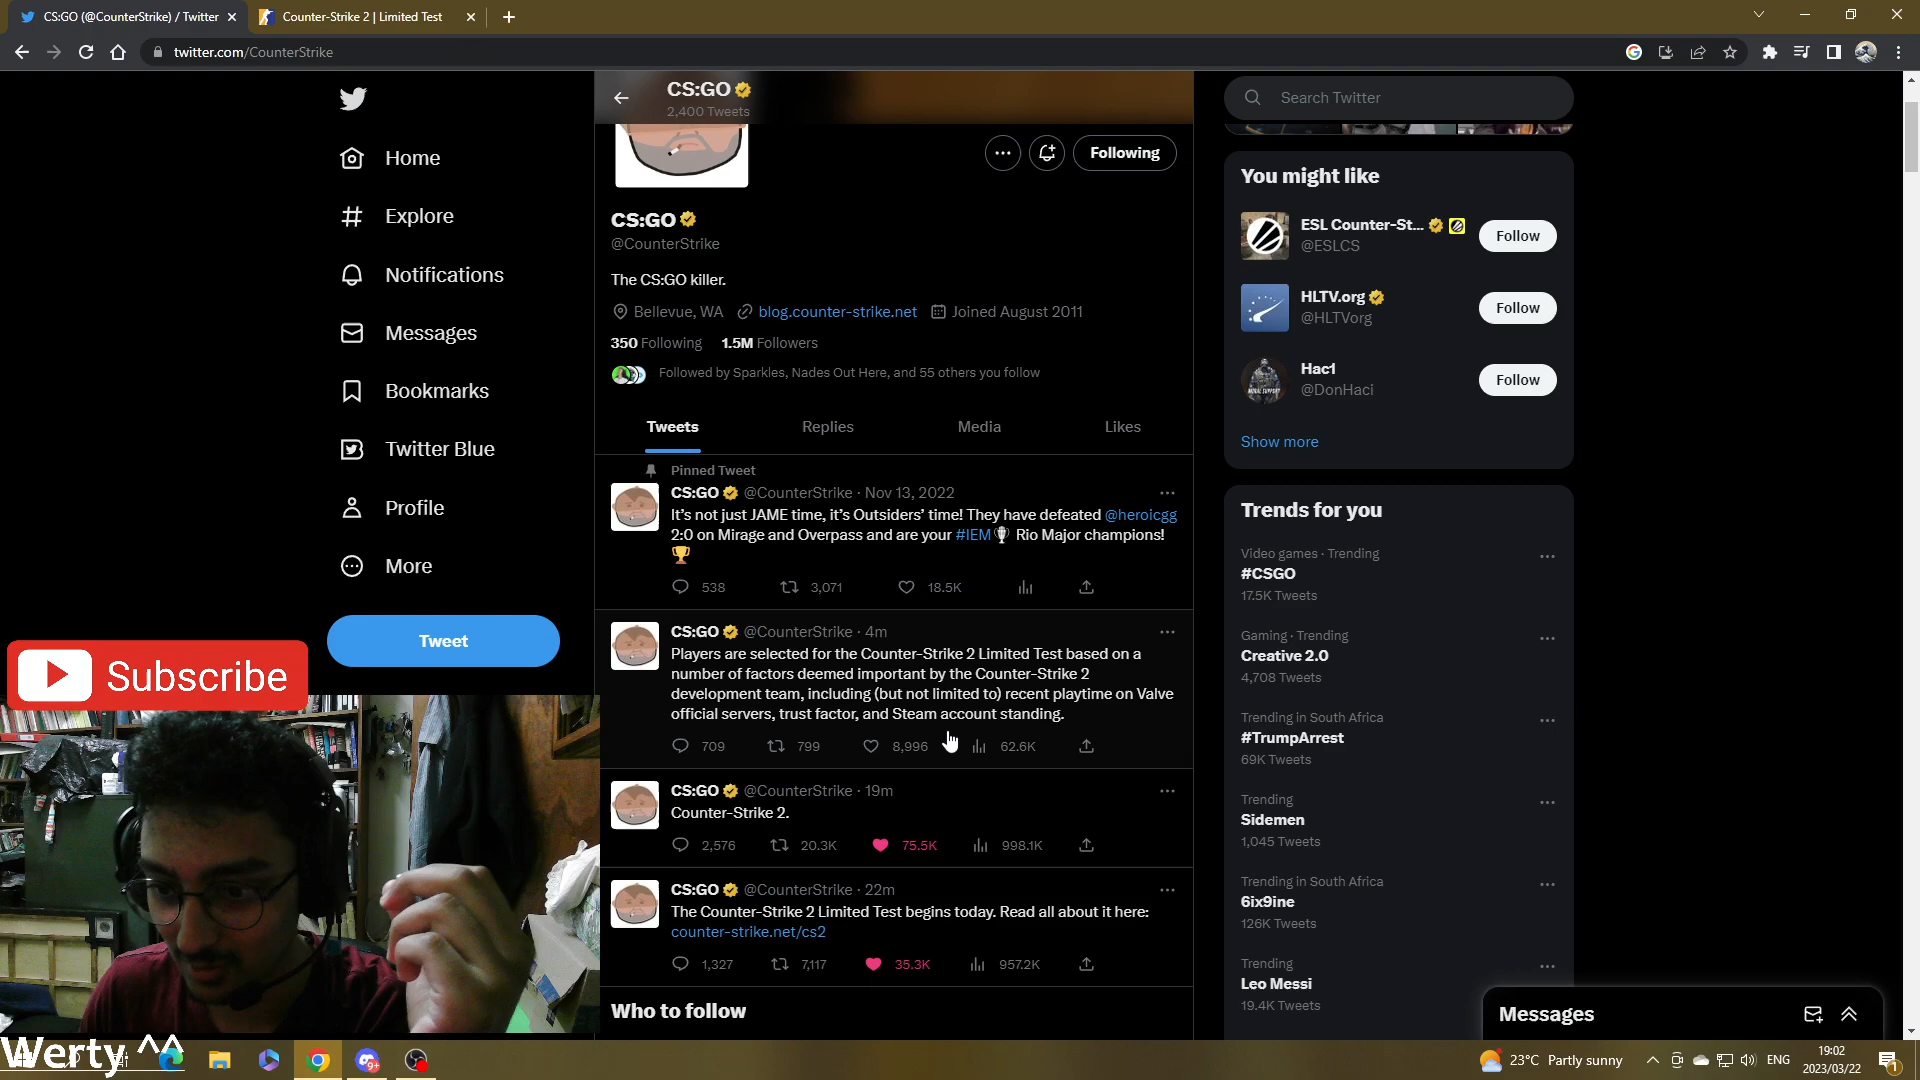 CS:GO (@CounterStrike) / Twitter
Counter-Strike 2 | Limited Test
twitter.com/CounterStrike
CS:GO
2,400 Tweets
Search Twitter
Home
Explore
Notifications
Messages
Bookmarks
Twitter Blue
Profile
More
Tweet
Subscribe
Werty ^^
Following
CS:GO
@CounterStrike
The CS:GO killer.
Bellevue, WA blog.counter-strike.net Joined August 2011
350 Following 1.5M Followers
Followed by Sparkles, Nades Out Here, and 55 others you follow
Tweets Replies Media Likes
Pinned Tweet
CS:GO @CounterStrike · Nov 13, 2022
It's not just JAME time, it's Outsiders' time! They have defeated @heroicgg
2:0 on Mirage and Overpass and are your #IEM Rio Major champions!
538 3,071 18.5K
CS:GO @CounterStrike · 4m
Players are selected for the Counter-Strike 2 Limited Test based on a
number of factors deemed important by the Counter-Strike 2
development team, including (but not limited to) recent playtime on Valve
official servers, trust factor, and Steam account standing.
709 799 8,996 62.6K
CS:GO @CounterStrike · 19m
Counter-Strike 2.
2,576 20.3K 75.5K 998.1K
CS:GO @CounterStrike · 22m
The Counter-Strike 2 Limited Test begins today. Read all about it here:
counter-strike.net/cs2
1,327 7,117 35.3K 957.2K
Who to follow
You might like
ESL Counter-St...
@ESLCS
Follow
HLTV.org
@HLTVorg
Follow
Hac1
@DonHaci
Follow
Show more
Trends for you
Video games · Trending
#CSGO
17.5K Tweets
Gaming · Trending
Creative 2.0
4,708 Tweets
Trending in South Africa
#TrumpArrest
69K Tweets
Trending
Sidemen
1,045 Tweets
Trending in South Africa
6ix9ine
126K Tweets
Trending
Leo Messi
19.4K Tweets
Messages
9+
23°C Partly sunny
ENG
19:02
2023/03/22
1